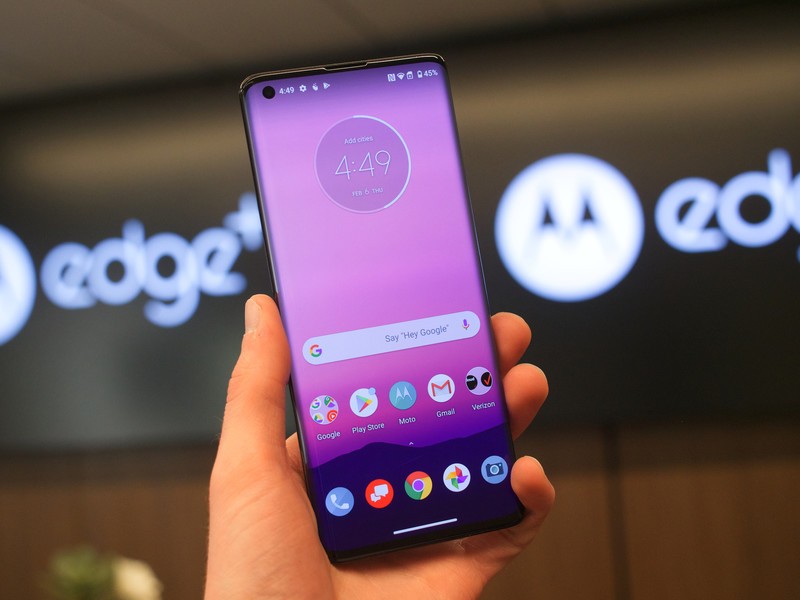 4:49
45%
Add cities
4:49
FEB 6 THU
edge+
edg
Say "Hey Google"
Google
Play Store
Moto
Gmail
Verizon